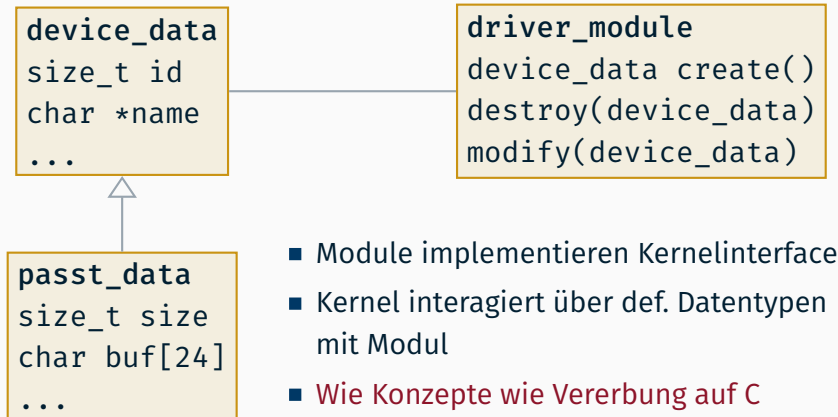 device_data
size_t id
char *name
...
driver_module
device_data create()
destroy(device_data)
modify(device_data)
passt_data
size_t size
char buf[24]
...
■ Module implementieren Kernelinterface
■ Kernel interagiert über def. Datentypen
mit Modul
■ Wie Konzepte wie Vererbung auf C